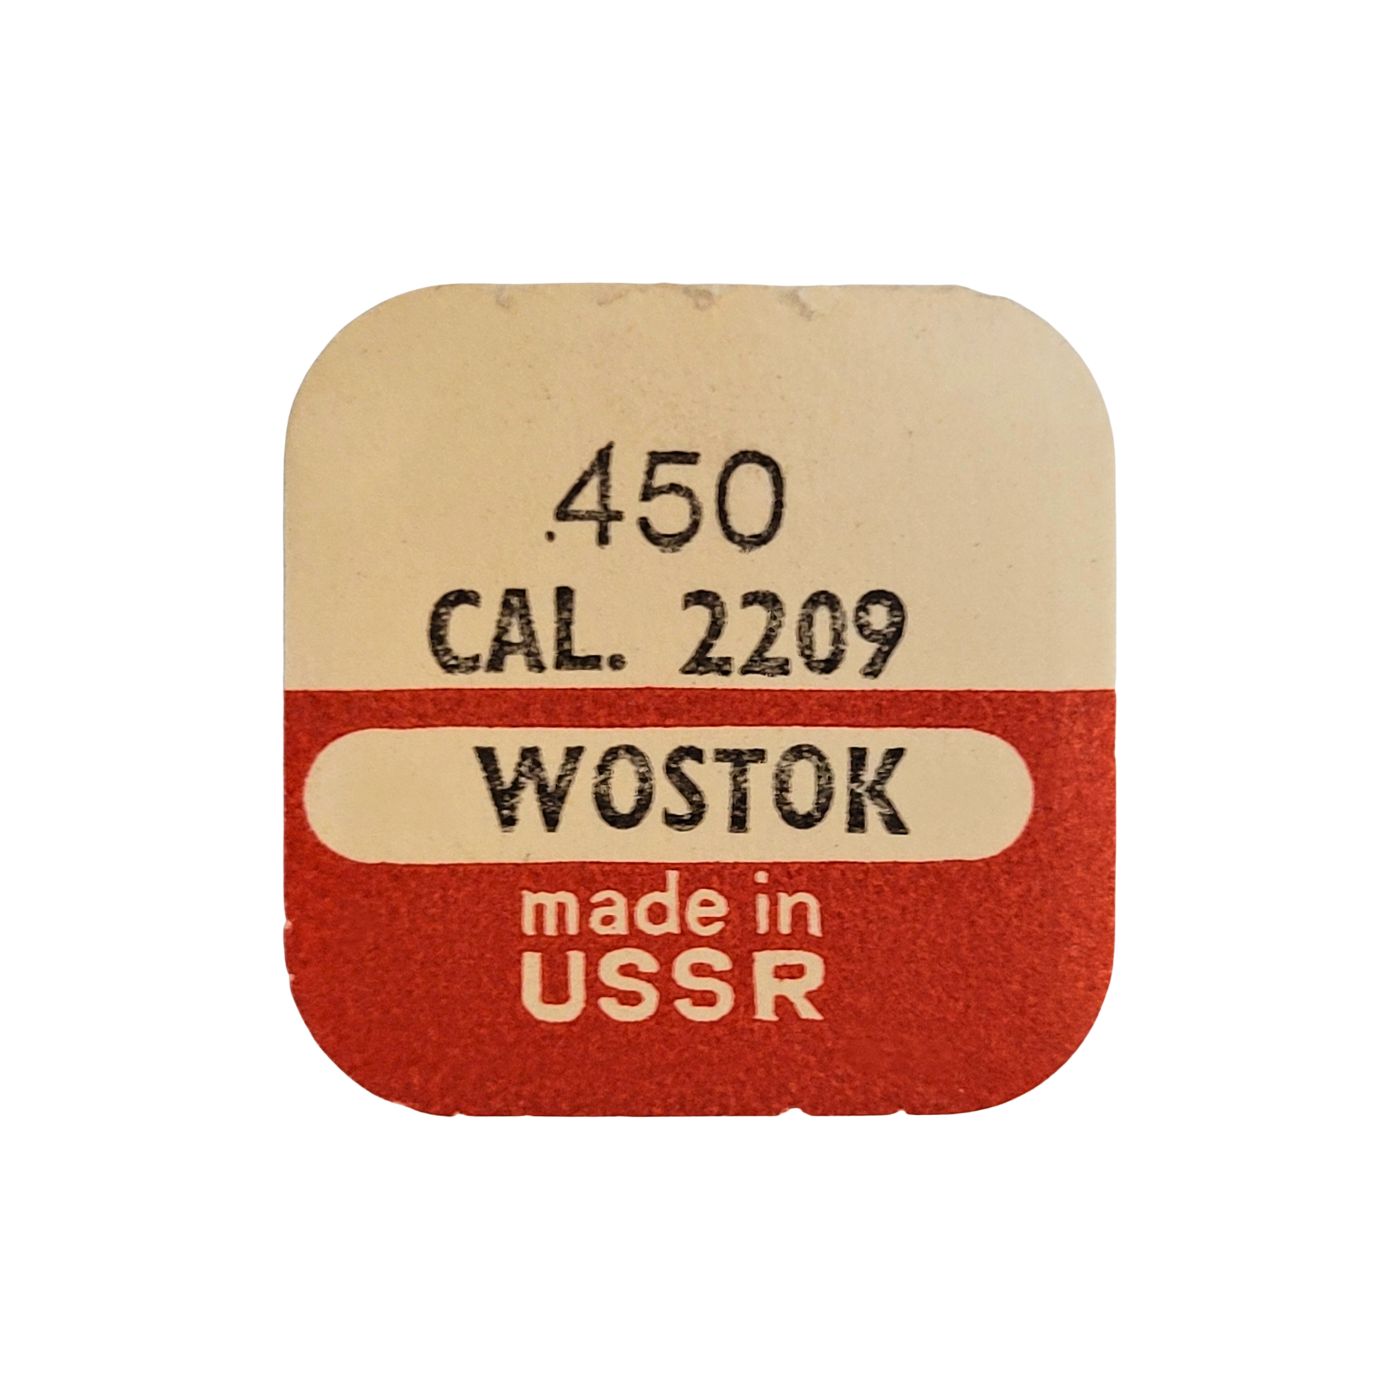 .450
CAL. 2209
WOSTOK
made in
USSR